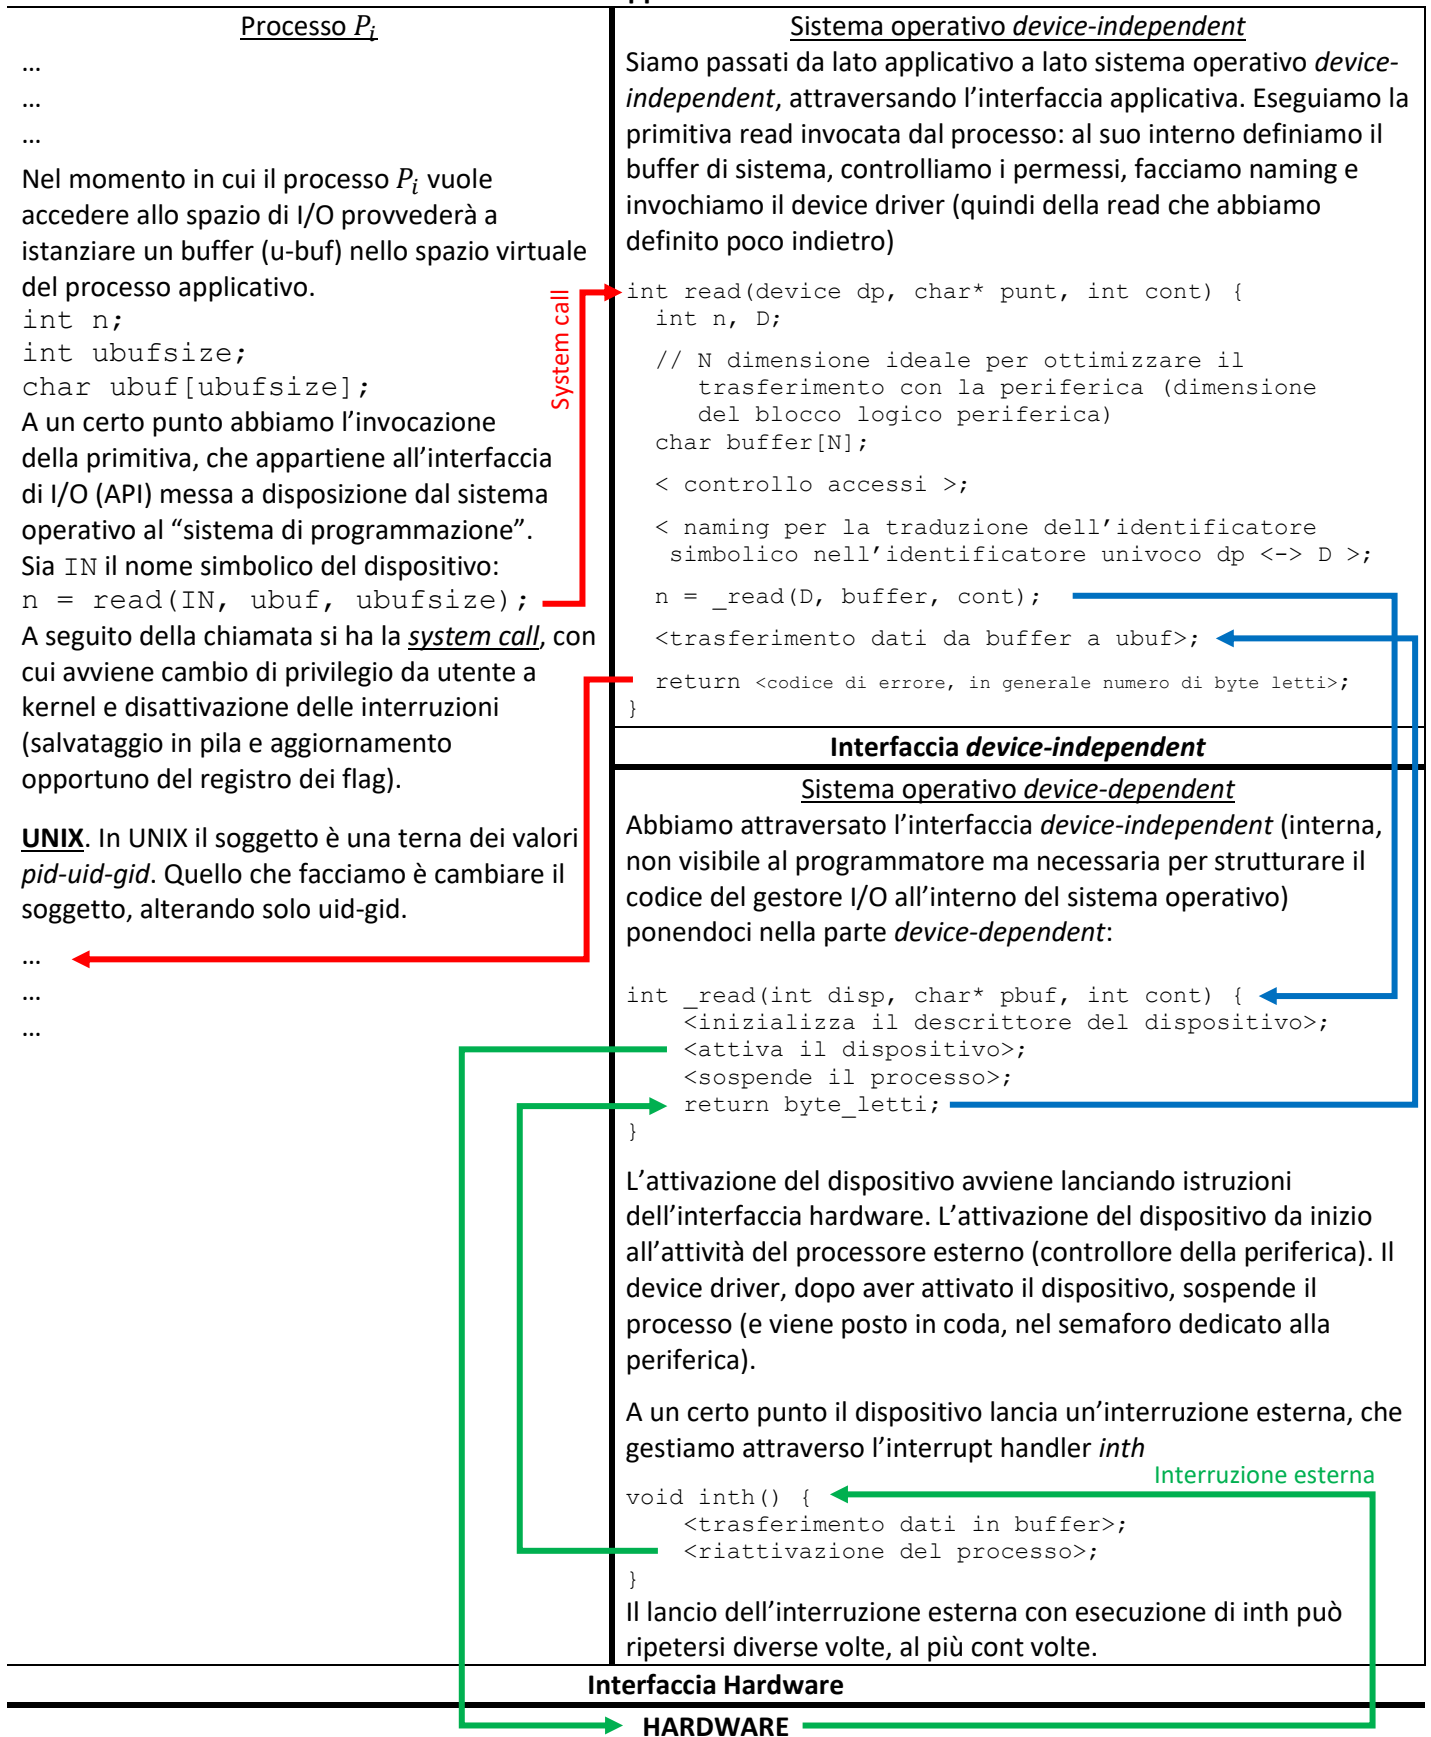 Processo P_i
...
...
...
Nel momento in cui il processo P_i vuole
accedere allo spazio di I/O provvederà a
istanziare un buffer (u-buf) nello spazio virtuale
del processo applicativo.
int n;
int ubufsize;
char ubuf[ubufsize];
A un certo punto abbiamo l'invocazione
della primitiva, che appartiene all'interfaccia
di I/O (API) messa a disposizione dal sistema
operativo al “sistema di programmazione”.
Sia IN il nome simbolico del dispositivo:
n = read(IN, ubuf, ubufsize);
A seguito della chiamata si ha la system call, con
cui avviene cambio di privilegio da utente a
kernel e disattivazione delle interruzioni
(salvataggio in pila e aggiornamento
opportuno del registro dei flag).
UNIX. In UNIX il soggetto è una terna dei valori
pid-uid-gid. Quello che facciamo è cambiare il
soggetto, alterando solo uid-gid.
...
...
...
System call
Sistema operativo device-independent
Siamo passati da lato applicativo a lato sistema operativo device-
independent, attraversando l'interfaccia applicativa. Eseguiamo la
primitiva read invocata dal processo: al suo interno definiamo il
buffer di sistema, controlliamo i permessi, facciamo naming e
invochiamo il device driver (quindi della read che abbiamo
definito poco indietro)
int read(device dp, char* punt, int cont) {
int n, D;
// N dimensione ideale per ottimizzare il
trasferimento con la periferica (dimensione
del blocco logico periferica)
char buffer[N];
< controllo accessi >;
< naming per la traduzione dell'identificatore
simbolico nell'identificatore univoco dp <-> D >;
n = _read(D, buffer, cont);
<trasferimento dati da buffer a ubuf>;
return <codice di errore, in generale numero di byte letti>;
}
Interfaccia device-independent
Sistema operativo device-dependent
Abbiamo attraversato l'interfaccia device-independent (interna,
non visibile al programmatore ma necessaria per strutturare il
codice del gestore I/O all'interno del sistema operativo)
ponendoci nella parte device-dependent:
int _read(int disp, char* pbuf, int cont) {
<inizializza il descrittore del dispositivo>;
<attiva il dispositivo>;
<sospende il processo>;
return byte_letti;
}
L'attivazione del dispositivo avviene lanciando istruzioni
dell'interfaccia hardware. L'attivazione del dispositivo da inizio
all'attività del processore esterno (controllore della periferica). Il
device driver, dopo aver attivato il dispositivo, sospende il
processo (e viene posto in coda, nel semaforo dedicato alla
periferica).
A un certo punto il dispositivo lancia un'interruzione esterna, che
gestiamo attraverso l'interrupt handler inth
Interruzione esterna
void inth() {
<trasferimento dati in buffer>;
<riattivazione del processo>;
}
Il lancio dell'interruzione esterna con esecuzione di inth può
ripetersi diverse volte, al più cont volte.
Interfaccia Hardware
HARDWARE